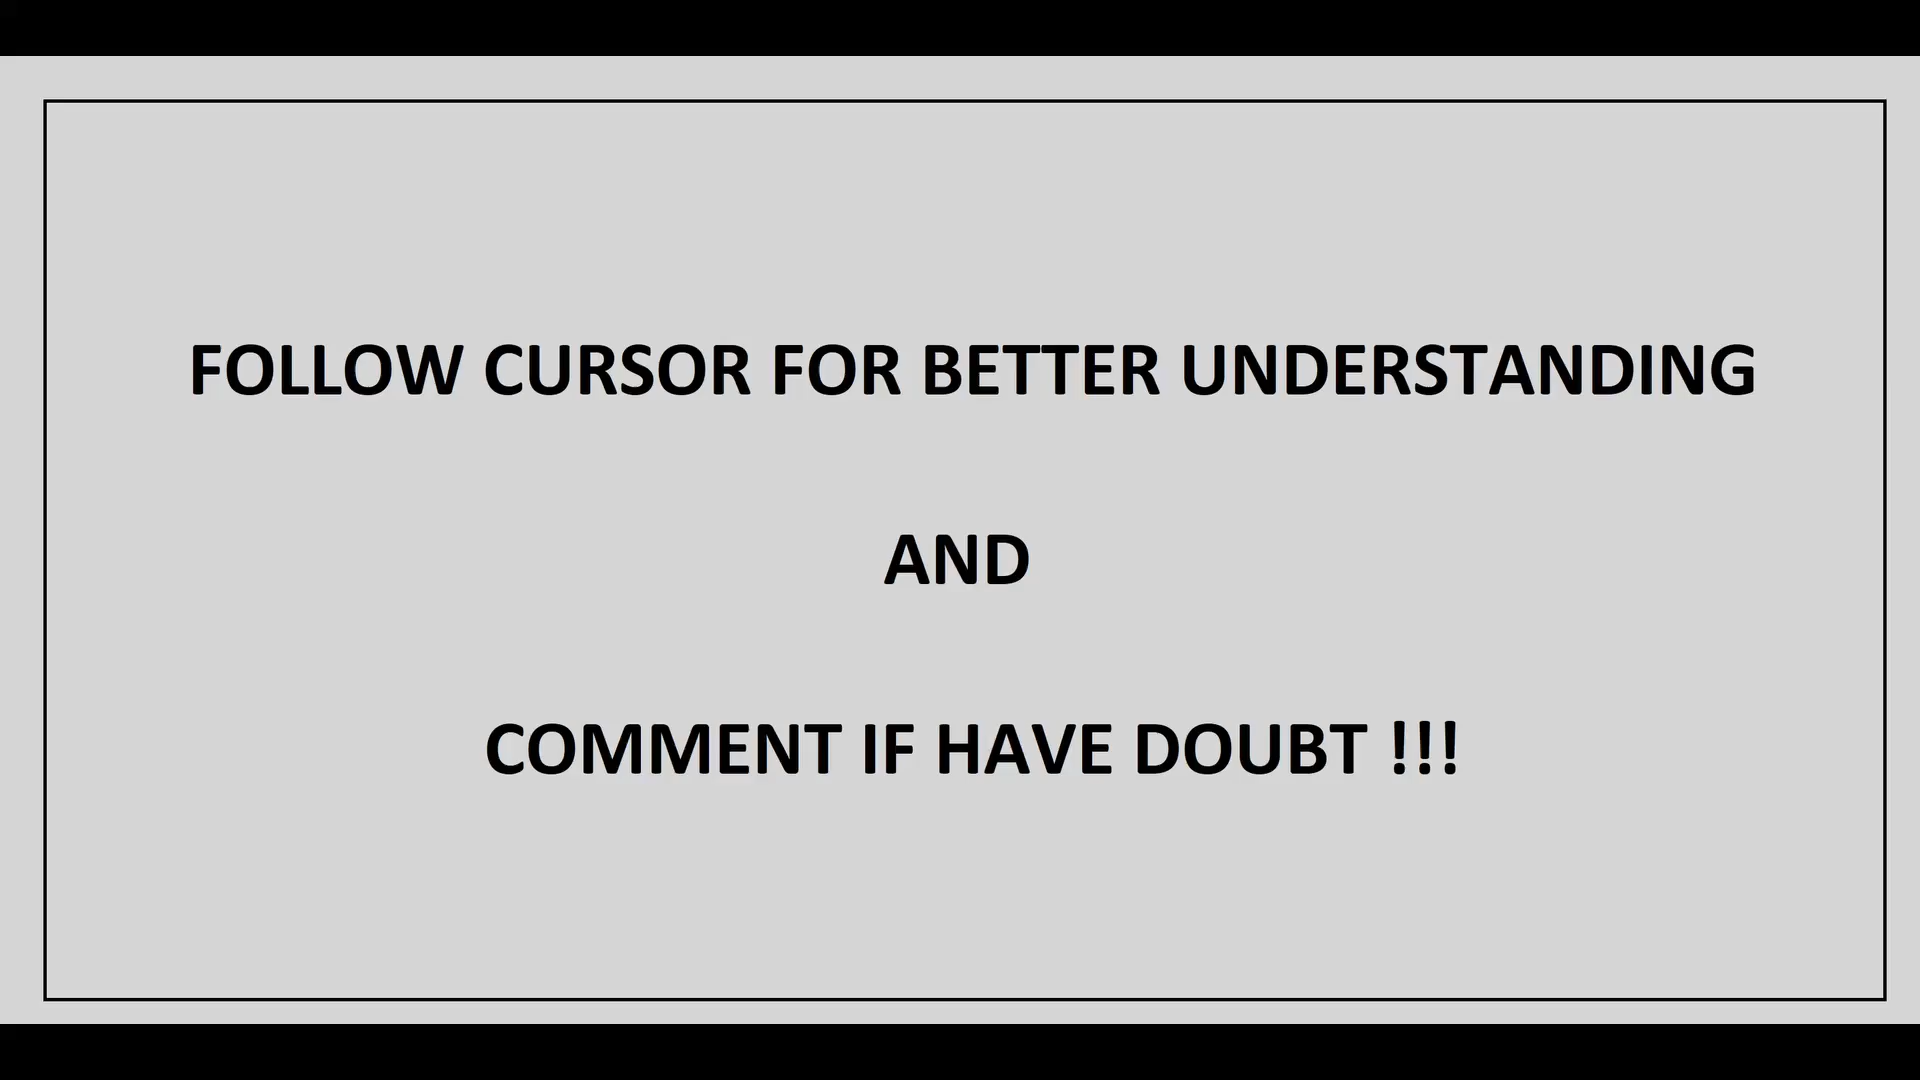 FOLLOW CURSOR FOR BETTER UNDERSTANDING
AND
COMMENT IF HAVE DOUBT !!!